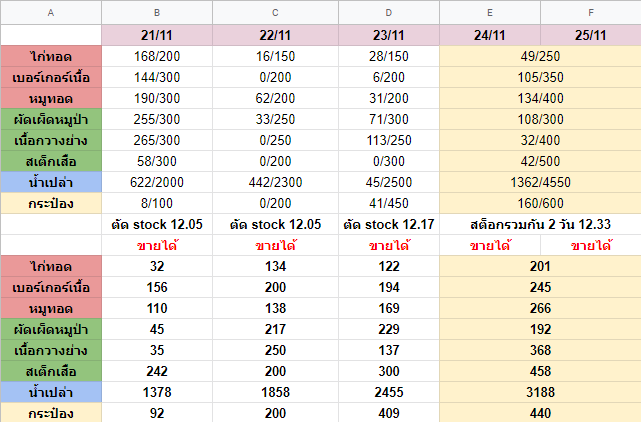 A B C D E F
21/11 22/11 23/11 24/11 25/11
ไก่ทอด 168/200 16/150 28/150 49/250
เบอร์เกอร์เนื้อ 144/300 0/200 6/200 105/350
หมูทอด 190/300 62/200 31/200 134/400
ผัดเผ็ดหมูป่า 255/300 33/250 71/300 108/300
เนื้อกวางย่าง 265/300 0/250 113/250 32/400
สเต็กเสือ 58/300 0/200 0/300 42/500
น้ำเปล่า 622/2000 442/2300 45/2500 1362/4550
กระป๋อง 8/100 0/200 41/450 160/600
ตัด stock 12.05 ตัด stock 12.05 ตัด stock 12.17 สต็อกรวมกัน 2 วัน 12.33
ขายได้ ขายได้ ขายได้ ขายได้ ขายได้
ไก่ทอด 32 134 122 201
เบอร์เกอร์เนื้อ 156 200 194 245
หมูทอด 110 138 169 266
ผัดเผ็ดหมูป่า 45 217 229 192
เนื้อกวางย่าง 35 250 137 368
สเต็กเสือ 242 200 300 458
น้ำเปล่า 1378 1858 2455 3188
กระป๋อง 92 200 409 440